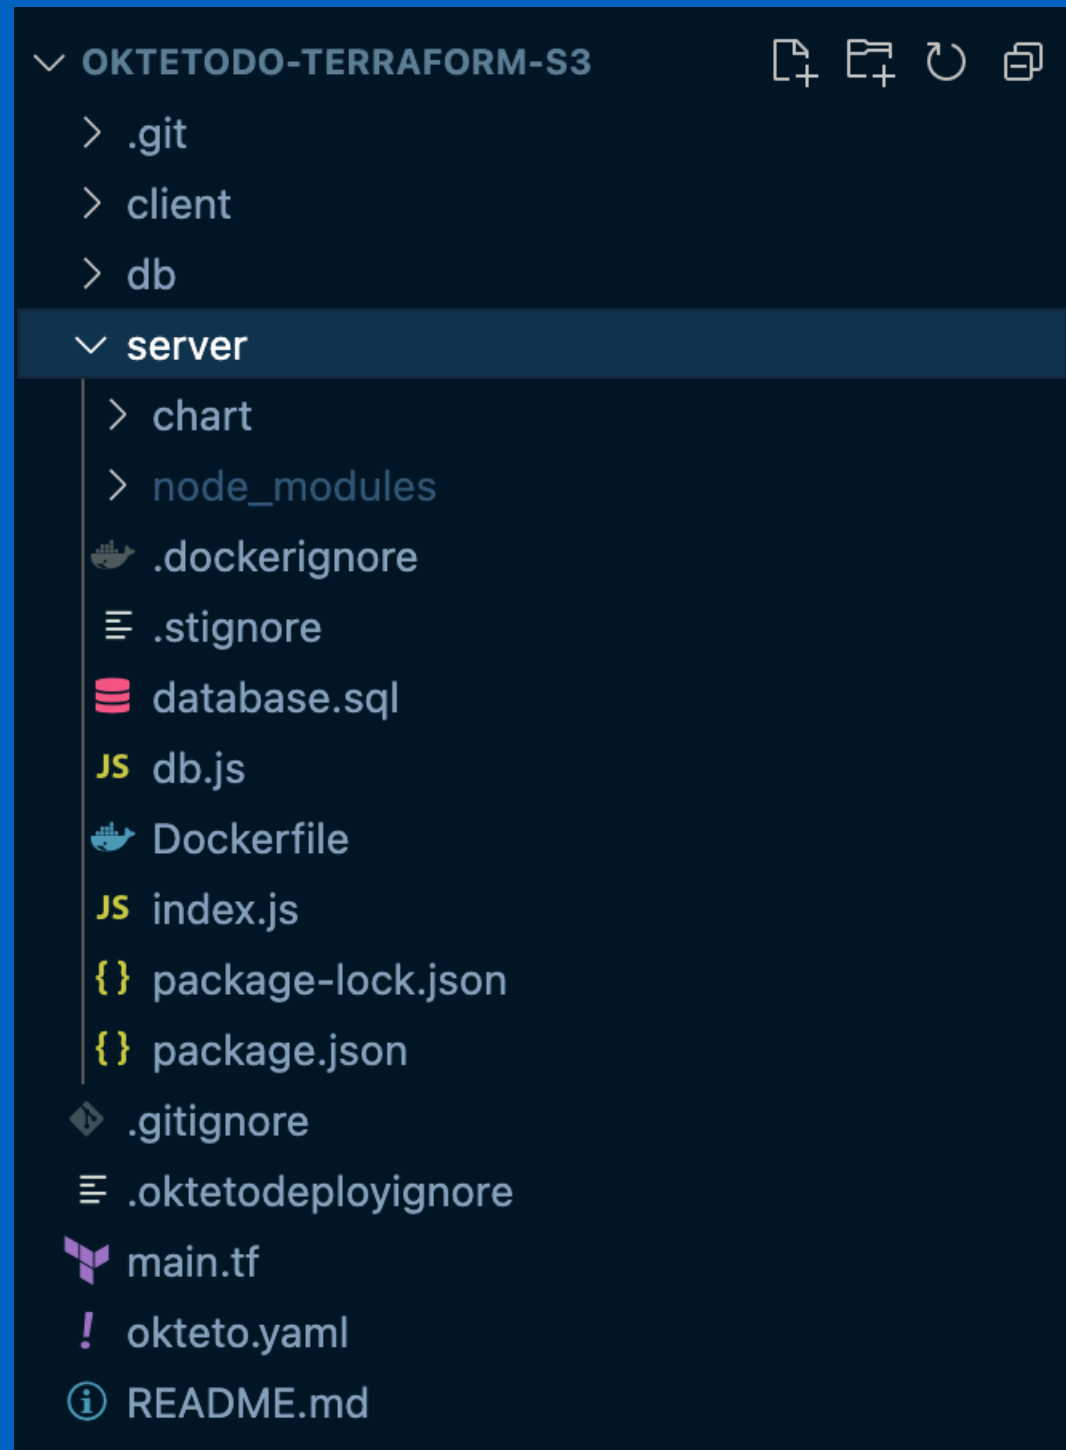 OKTETODO-TERRAFORM-S3
.git
client
db
server
chart
node_modules
.dockerignore
.stignore
database.sql
JS db.js
Dockerfile
JS index.js
{} package-lock.json
{} package.json
.gitignore
.oktetodeployignore
main.tf
! okteto.yaml
README.md